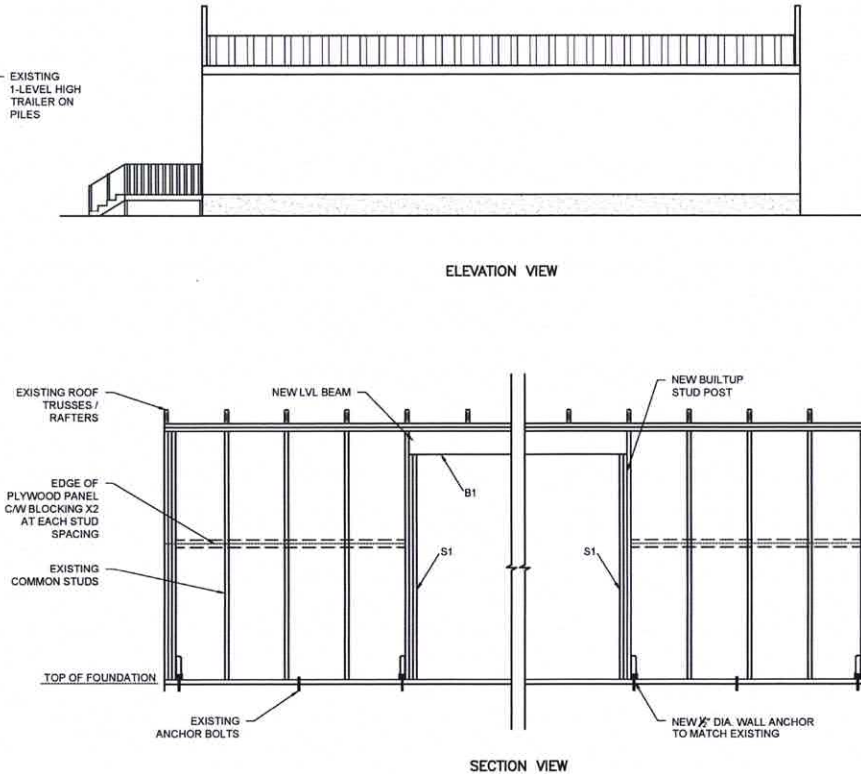 EXISTING
1-LEVEL HIGH
TRAILER ON
PILES
ELEVATION VIEW
EXISTING ROOF
TRUSSES /
RAFTERS
NEW LVL BEAM
NEW BUILTUP
STUD POST
B1
EDGE OF
PLYWOOD PANEL
C/W BLOCKING X2
AT EACH STUD
SPACING
S1
S1
EXISTING
COMMON STUDS
TOP OF FOUNDATION
EXISTING
ANCHOR BOLTS
NEW ½" DIA. WALL ANCHOR
TO MATCH EXISTING
SECTION VIEW